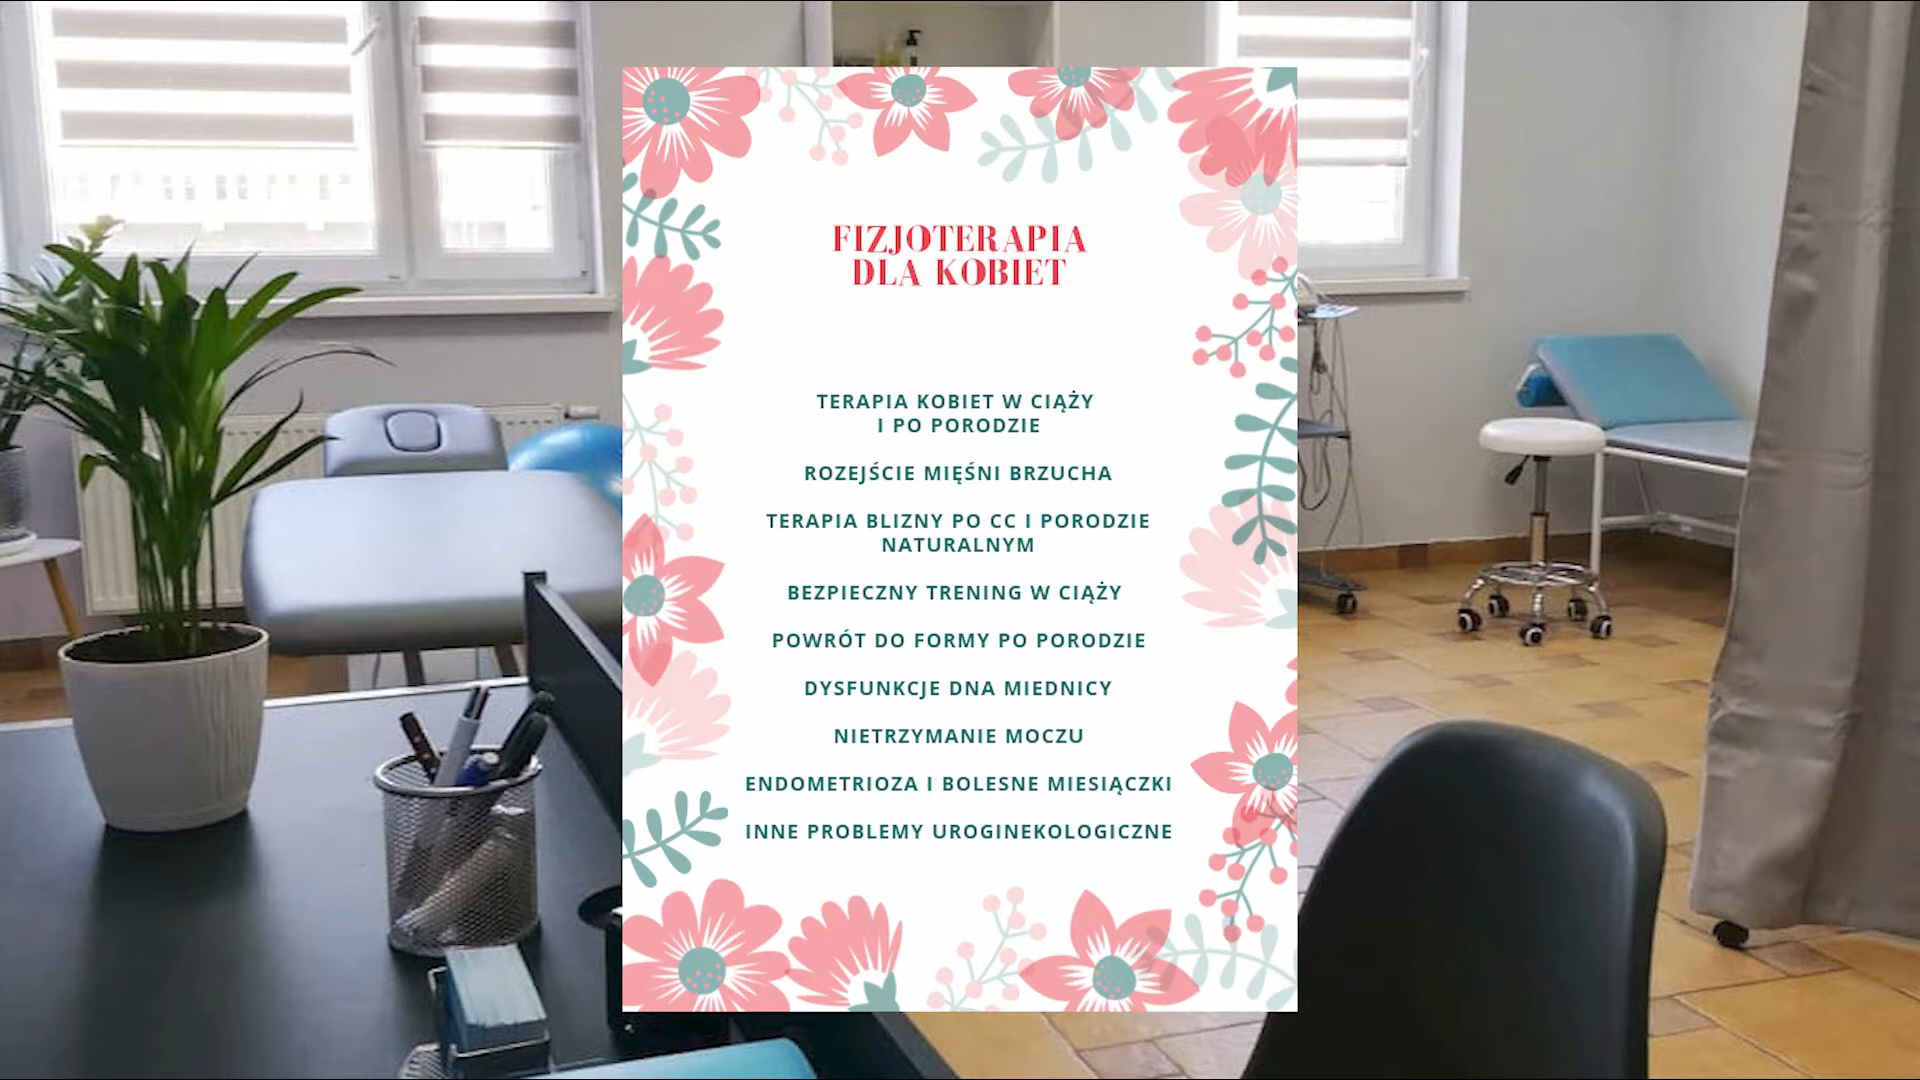 FIZJOTERAPIA
DLA KOBIET
TERAPIA KOBIET W CIĄŻY
I PO PORODZIE
ROZEJŚCIE MIĘŚNI BRZUCHA
TERAPIA BLIZNY PO CC I PORODZIE
NATURALNYM
BEZPIECZNY TRENING W CIĄŻY
POWRÓT DO FORMY PO PORODZIE
DYSFUNKCJE DNA MIEDNICY
NIETRZYMANIE MOCZU
ENDOMETRIOZA I BOLESNE MIESIĄCZKI
INNE PROBLEMY UROGINEKOLOGICZNE